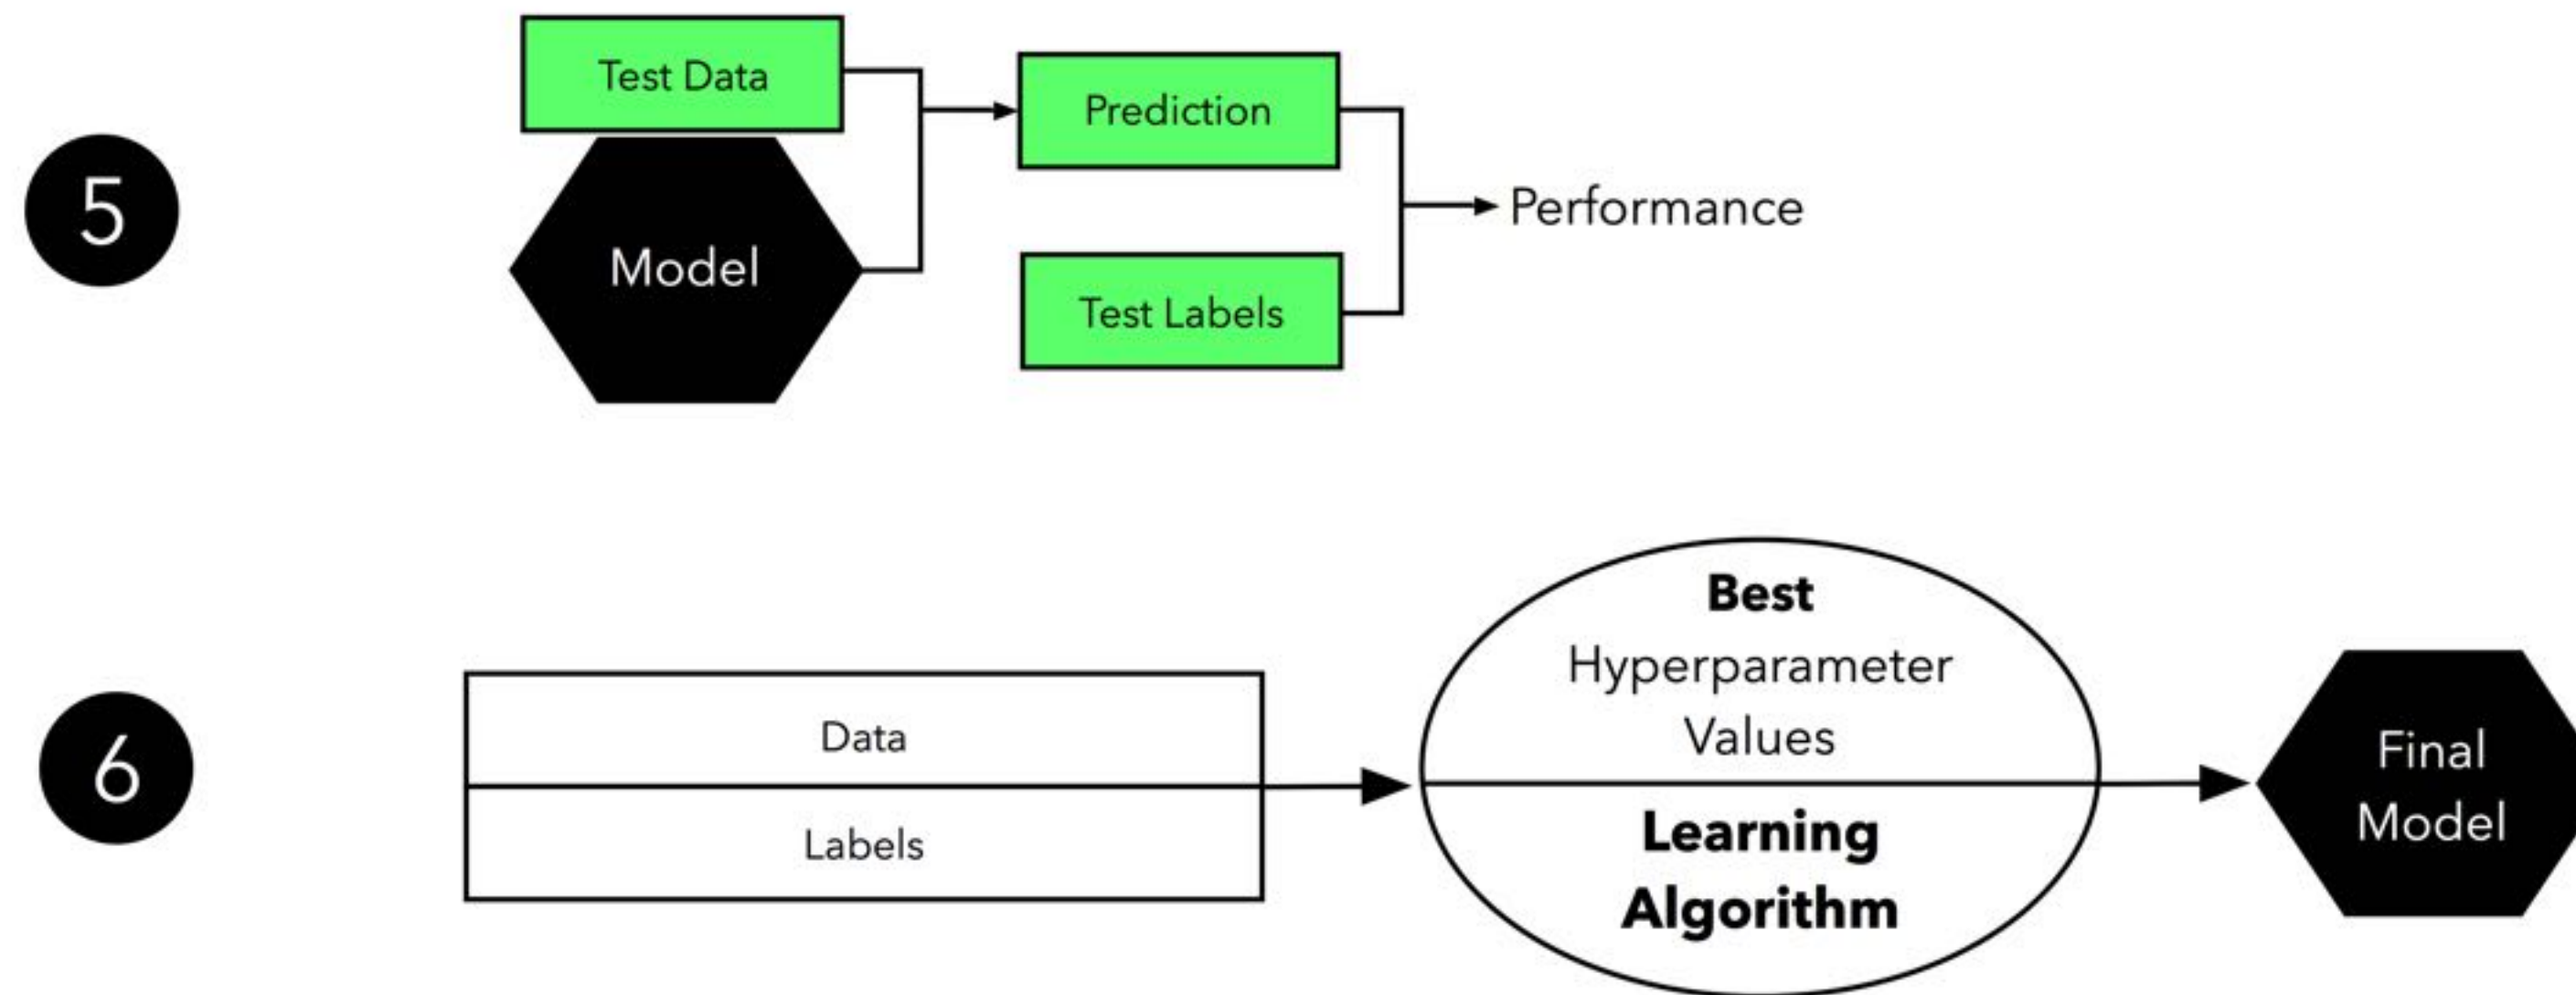 5
Test Data
Model
Prediction
Test Labels
Performance
6
Data
Labels
Best
Hyperparameter
Values
Learning
Algorithm
Final
Model